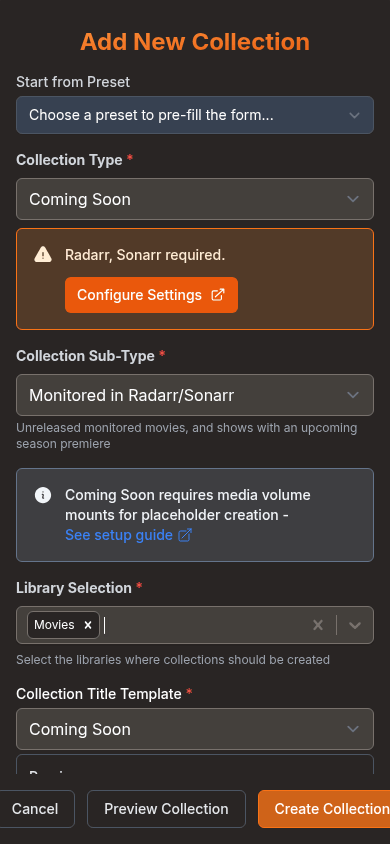 Add New Collection
Start from Preset
Choose a preset to pre-fill the form...
Collection Type *
Coming Soon
Radarr, Sonarr required.
Configure Settings
Collection Sub-Type *
Monitored in Radarr/Sonarr
Unreleased monitored movies, and shows with an upcoming
season premiere
Coming Soon requires media volume
mounts for placeholder creation -
See setup guide
Library Selection *
Movies
Select the libraries where collections should be created
Collection Title Template *
Coming Soon
Cancel
Preview Collection
Create Collection